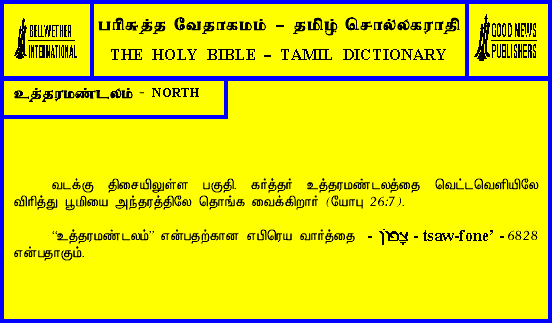 BELLWETHER
INTERNATIONAL
பரிசுத்த வேதாகமம் – தமிழ் சொல்லகராதி
THE HOLY BIBLE – TAMIL DICTIONARY
GOOD NEWS
PUBLISHERS
உத்தரமண்டலம் - NORTH
வடக்கு திசையிலுள்ள பகுதி. கர்த்தர் உத்தரமண்டலத்தை வெட்டவெளியிலே
விரித்து பூமியை அந்தரத்திலே தொங்க வைக்கிறார் (யோபு 26:7).
“உத்தரமண்டலம்” என்பதற்கான எபிரெய வார்த்தை - צָפוֹן - tsaw-fone’ - 6828
என்பதாகும்.